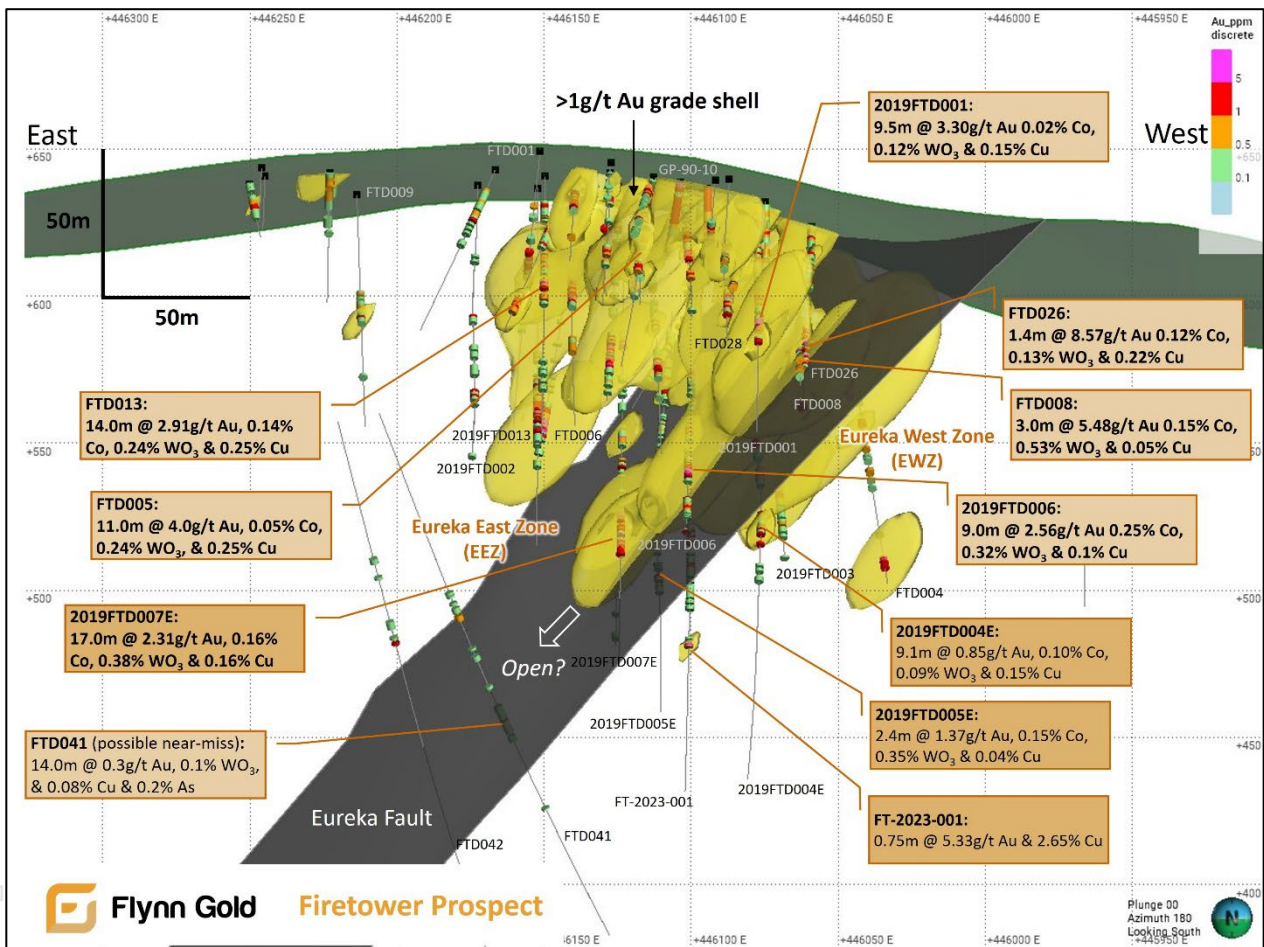 +446300 E
+446250 E
+446200 E
+446150 E
+446100 E
+446050 E
+446000 E
+445950 E
Au_ppm
discrete
5
1
0.5
0.1
+650
>1g/t Au grade shell
East
West
+650
+600
+550
+500
+450
50m
50m
2019FTD001:
9.5m @ 3.30g/t Au 0.02% Co,
0.12% WO₃ & 0.15% Cu
FTD001
GP-90-10
FTD009
FTD026:
1.4m @ 8.57g/t Au 0.12% Co,
0.13% WO₃ & 0.22% Cu
FTD028
FTD026
FTD008
FTD008:
3.0m @ 5.48g/t Au 0.15% Co,
0.53% WO₃ & 0.05% Cu
FTD013:
14.0m @ 2.91g/t Au, 0.14%
Co, 0.24% WO₃ & 0.25% Cu
2019FTD013
FTD006
2019FTD002
2019FTD001
Eureka West Zone
(EWZ)
FTD005:
11.0m @ 4.0g/t Au, 0.05% Co,
0.24% WO₃, & 0.25% Cu
Eureka East Zone
(EEZ)
2019FTD006
2019FTD006:
9.0m @ 2.56g/t Au 0.25% Co,
0.32% WO₃ & 0.1% Cu
2019FTD003
FTD004
2019FTD007E:
17.0m @ 2.31g/t Au, 0.16%
Co, 0.38% WO₃ & 0.16% Cu
Open?
2019FTD007E
2019FTD004E:
9.1m @ 0.85g/t Au, 0.10% Co,
0.09% WO₃ & 0.15% Cu
2019FTD005E
2019FTD005E:
2.4m @ 1.37g/t Au, 0.15% Co,
0.35% WO₃ & 0.04% Cu
FTD041 (possible near-miss):
14.0m @ 0.3g/t Au, 0.1% WO₃,
& 0.08% Cu & 0.2% As
2019FTD004E
FT-2023-001
FT-2023-001:
0.75m @ 5.33g/t Au & 2.65% Cu
Eureka Fault
FTD042
FTD041
Flynn Gold
Firetower Prospect
+446100 E
+446050 E
+446000 E
Plunge 00
Azimuth 180
Looking South
N